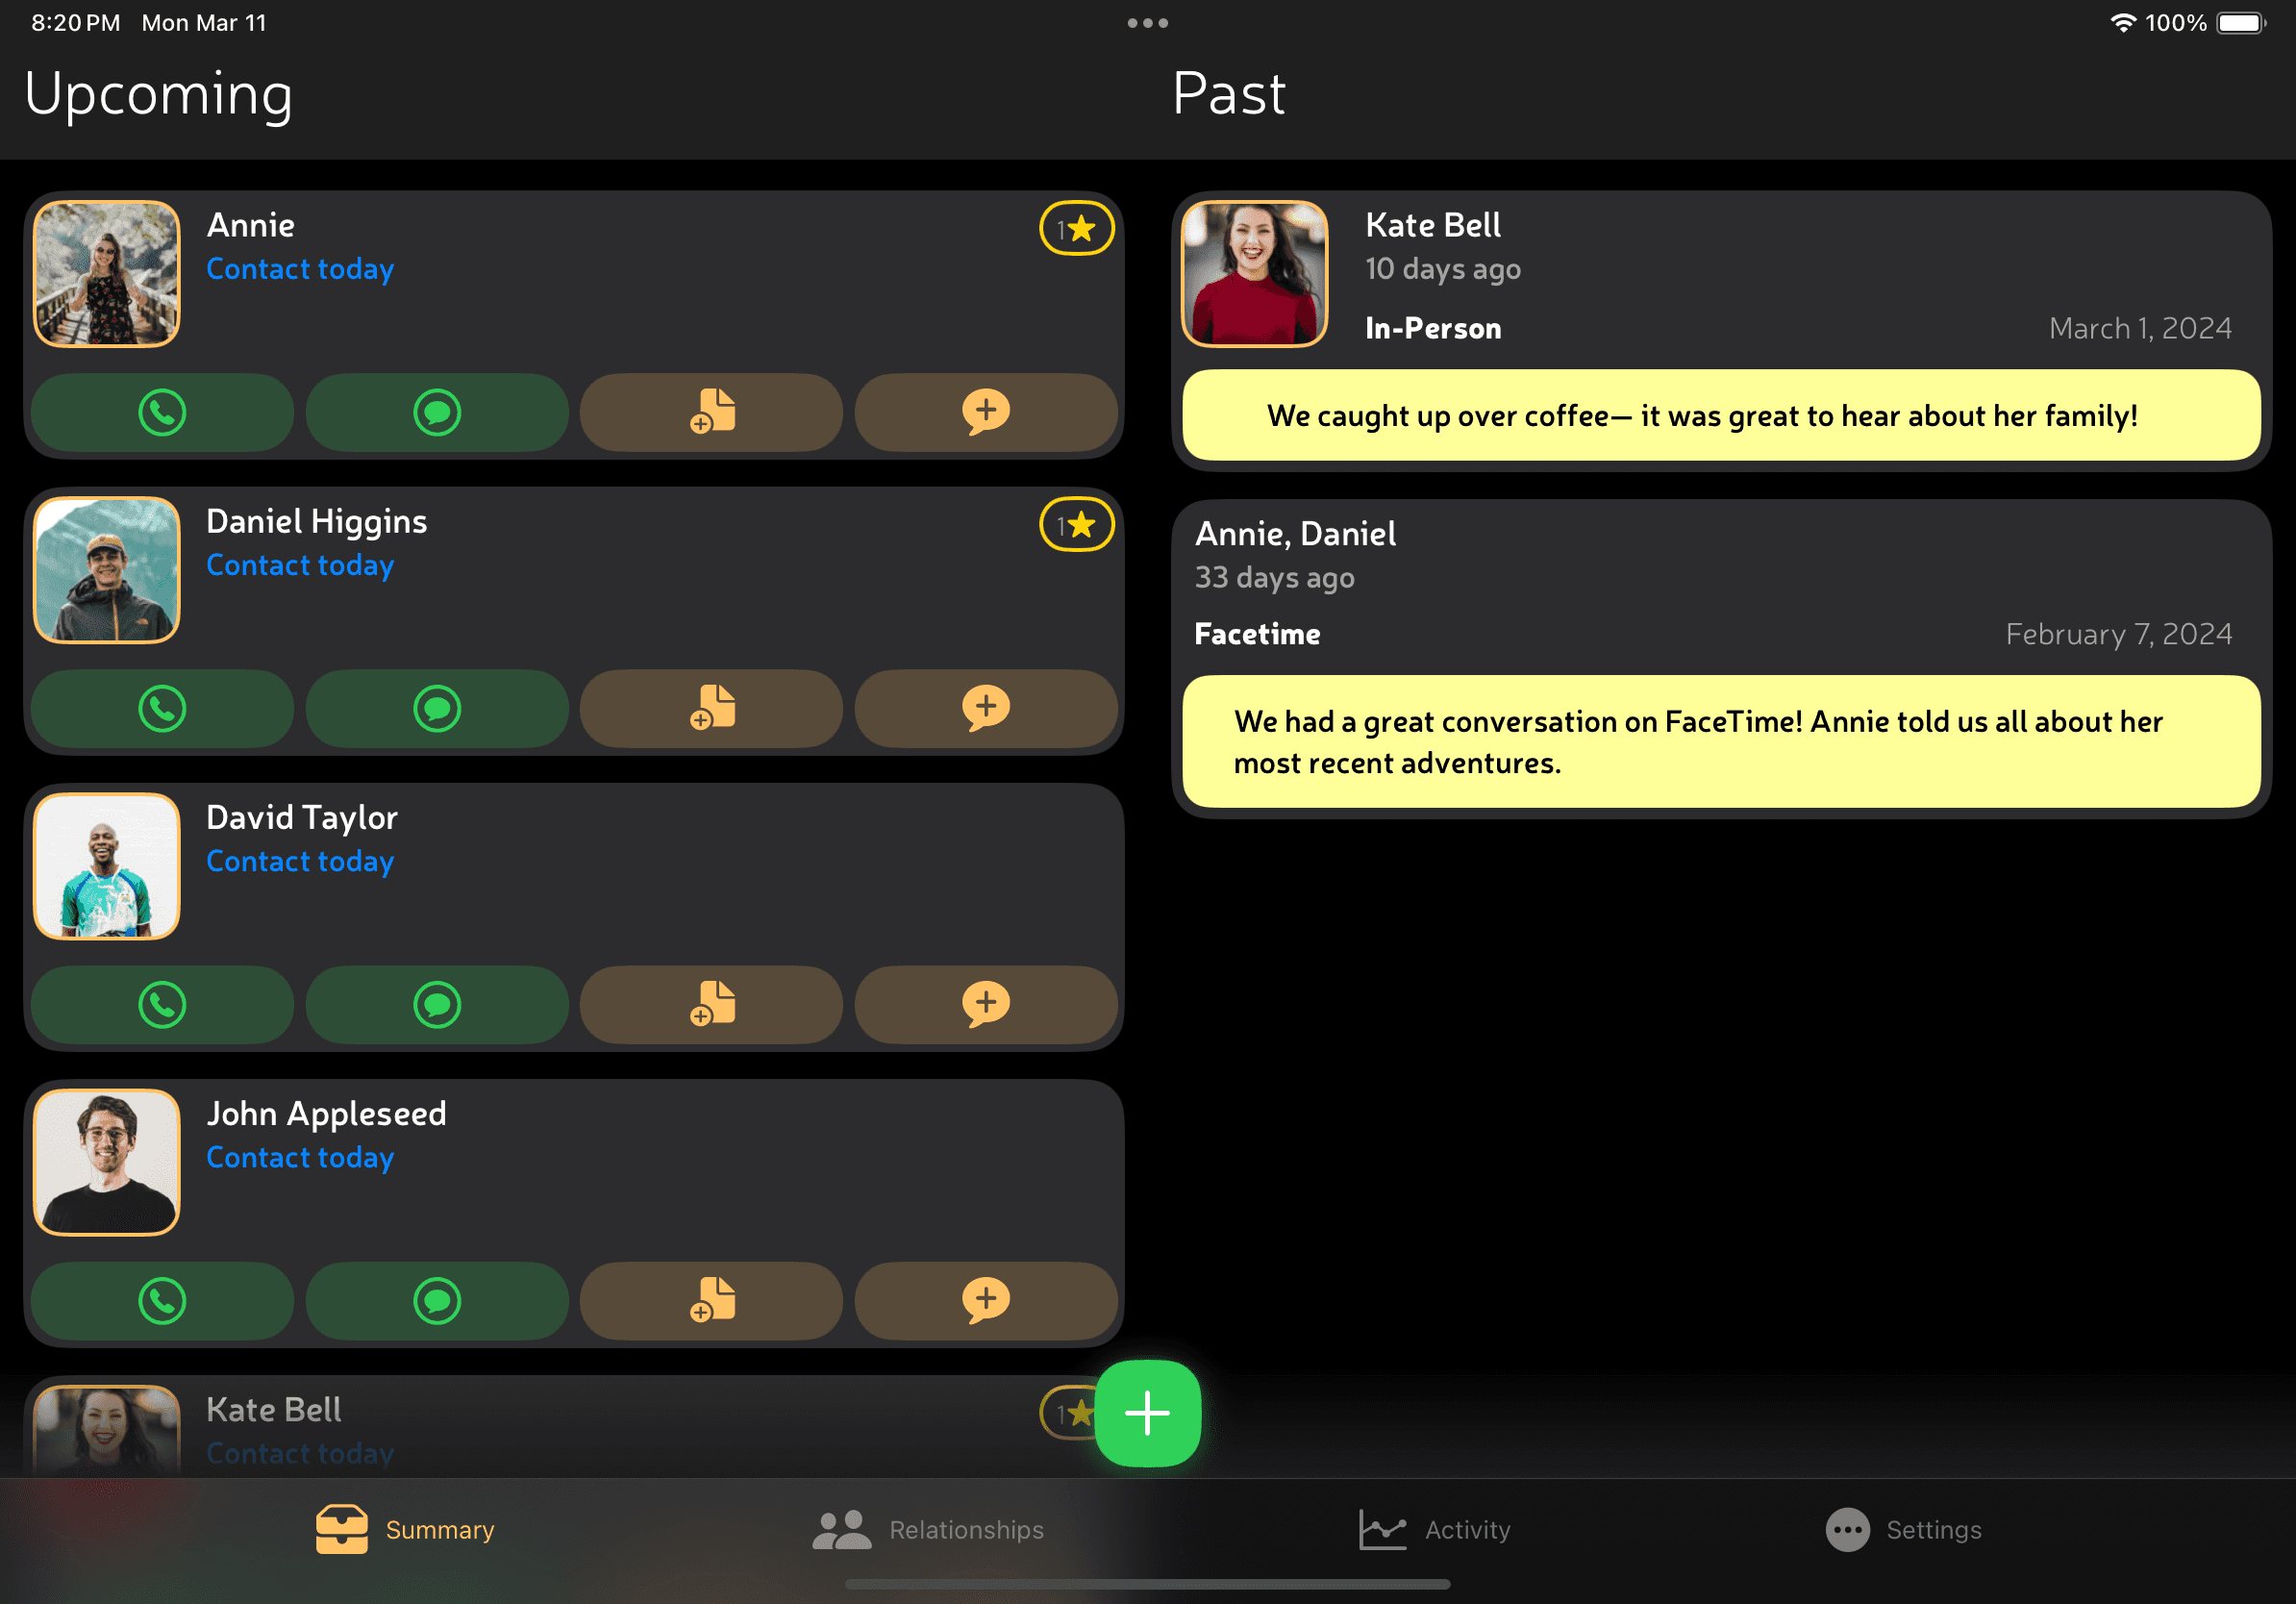 8:20 PM Mon Mar 11
100%
Upcoming
Past
Annie
Contact today
1
Daniel Higgins
Contact today
1
David Taylor
Contact today
John Appleseed
Contact today
Kate Bell
Contact today
1
Kate Bell
10 days ago
In-Person
March 1, 2024
We caught up over coffee— it was great to hear about her family!
Annie, Daniel
33 days ago
Facetime
February 7, 2024
We had a great conversation on FaceTime! Annie told us all about her
most recent adventures.
Summary
Relationships
Activity
Settings